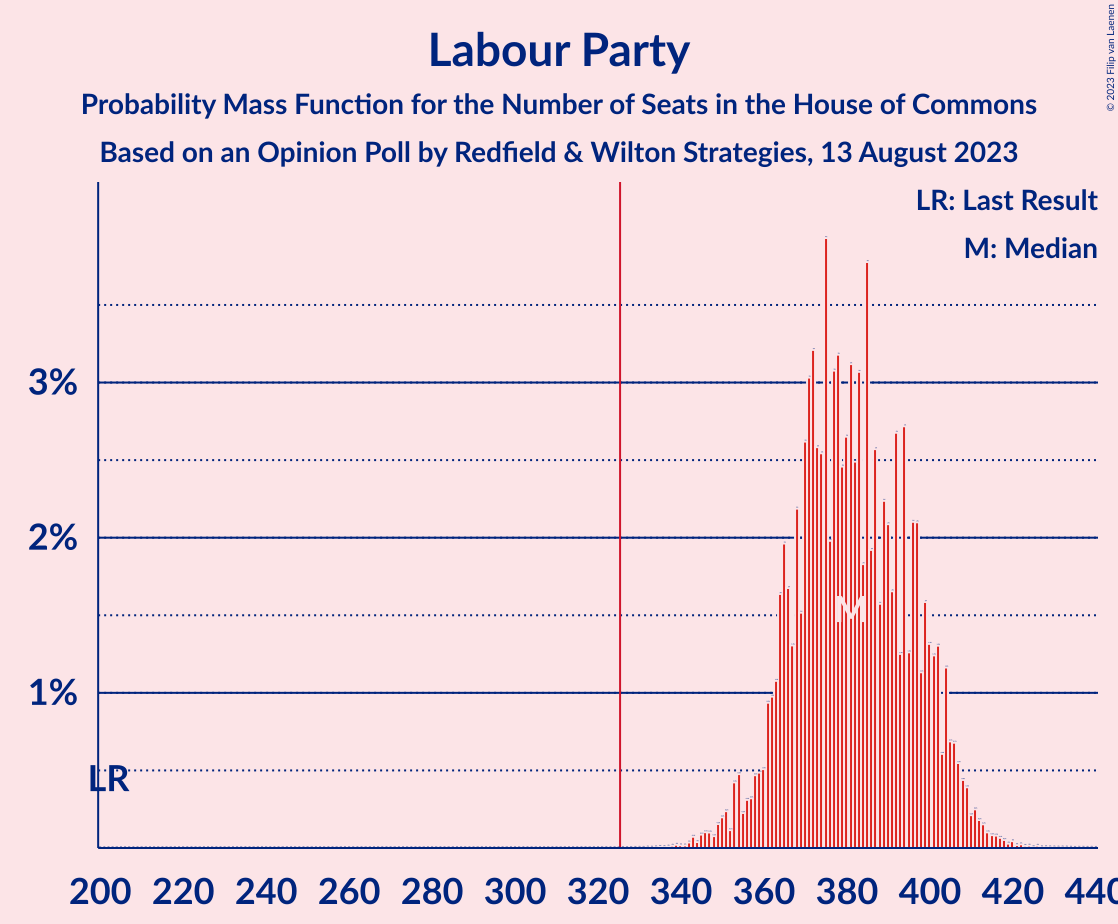 Labour Party
Probability Mass Function for the Number of Seats in the House of Commons
Based on an Opinion Poll by Redfield & Wilton Strategies, 13 August 2023
© 2023 Filip van Laenen
LR: Last Result
M: Median
3%
2%
1%
M
LR
200 220 240 260 280 300 320 340 360 380 400 420 440